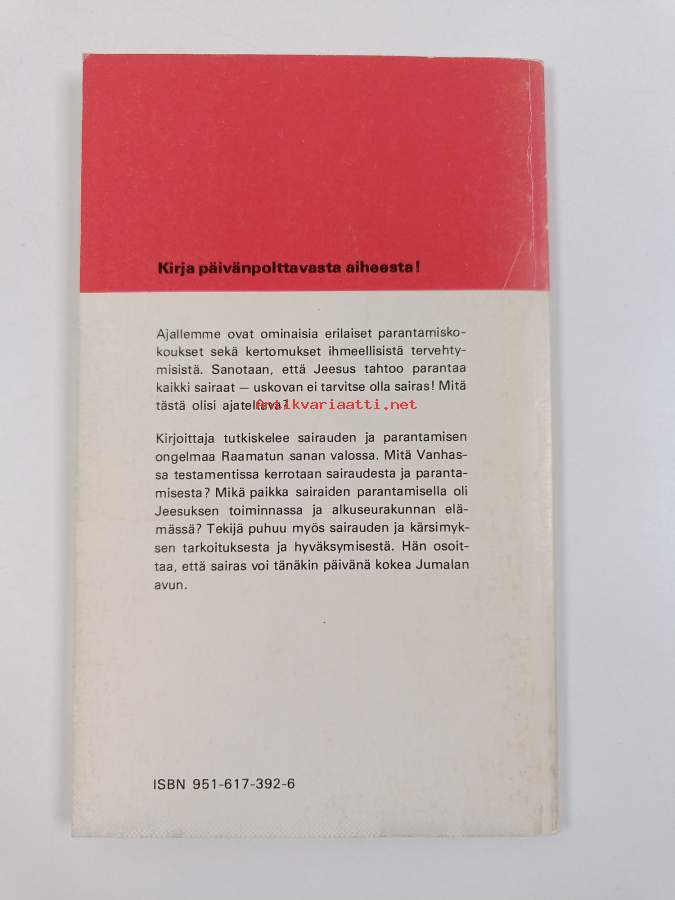 Kirja päivänpolttavasta aiheesta!
Ajallemme ovat ominaisia erilaiset parantamisko-
koukset sekä kertomukset ihmeellisistä tervehty-
misistä. Sanotaan, että Jeesus tahtoo parantaa
kaikki sairaat — uskovan ei tarvitse olla sairas! Mitä
tästä olisi ajateltava?
Antikvariaatti.net
Kirjoittaja tutkiskelee sairauden ja parantamisen
ongelmaa Raamatun sanan valossa. Mitä Vanhas-
sa testamentissa kerrotaan sairaudesta ja paranta-
misesta? Mikä paikka sairaiden parantamisella oli
Jeesuksen toiminnassa ja alkuseurakunnan elä-
mässä? Tekijä puhuu myös sairauden ja kärsimyk-
sen tarkoituksesta ja hyväksymisestä. Hän osoit-
taa, että sairas voi tänäkin päivänä kokea Jumalan
avun.
ISBN 951-617-392-6